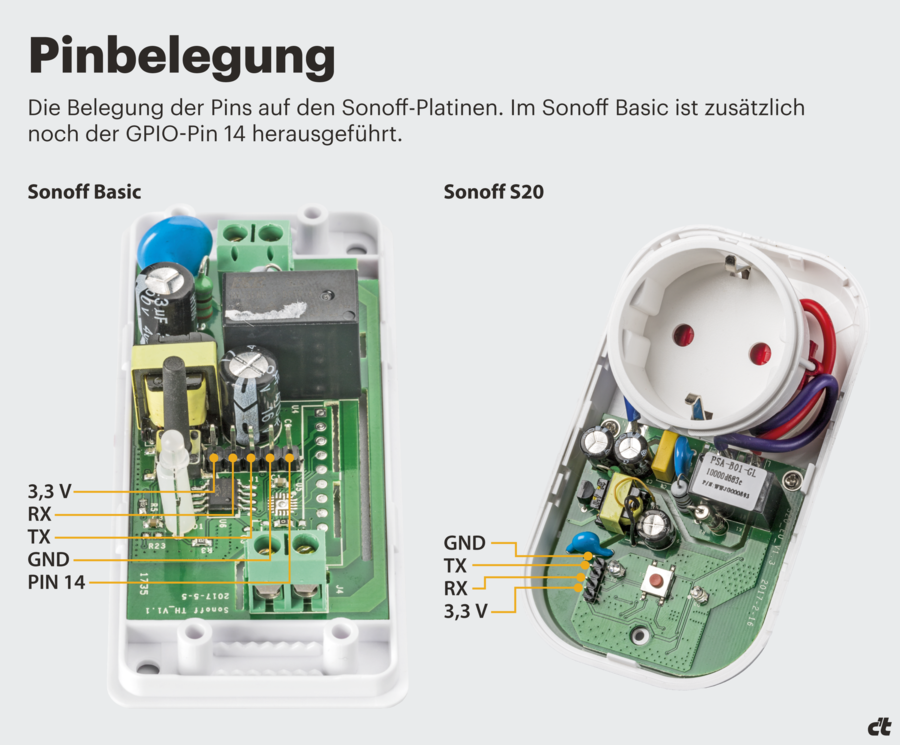 Pinbelegung
Die Belegung der Pins auf den Sonoff-Platinen. Im Sonoff Basic ist zusätzlich
noch der GPIO-Pin 14 herausgeführt.
Sonoff Basic
3,3 V
RX
TX
GND
PIN 14
R23
R3
U4
J4
1735
2017-5-5
Sonoff TH_V1.1
Sonoff S20
PSA-B01-GL
GND
TX
RX
3,3 V
2017-2-16
c't